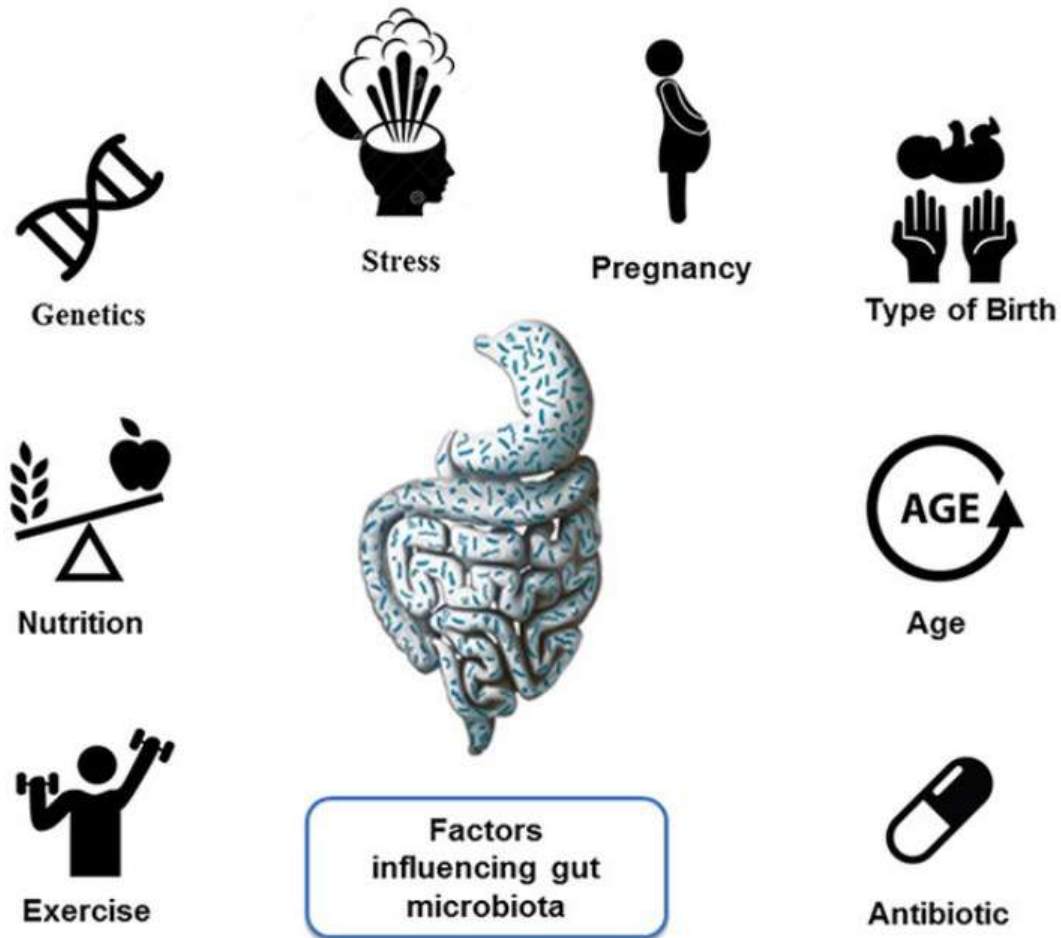 Stress
Pregnancy
Genetics
Type of Birth
Nutrition
AGE
Age
Exercise
Factors
influencing gut
microbiota
Antibiotic